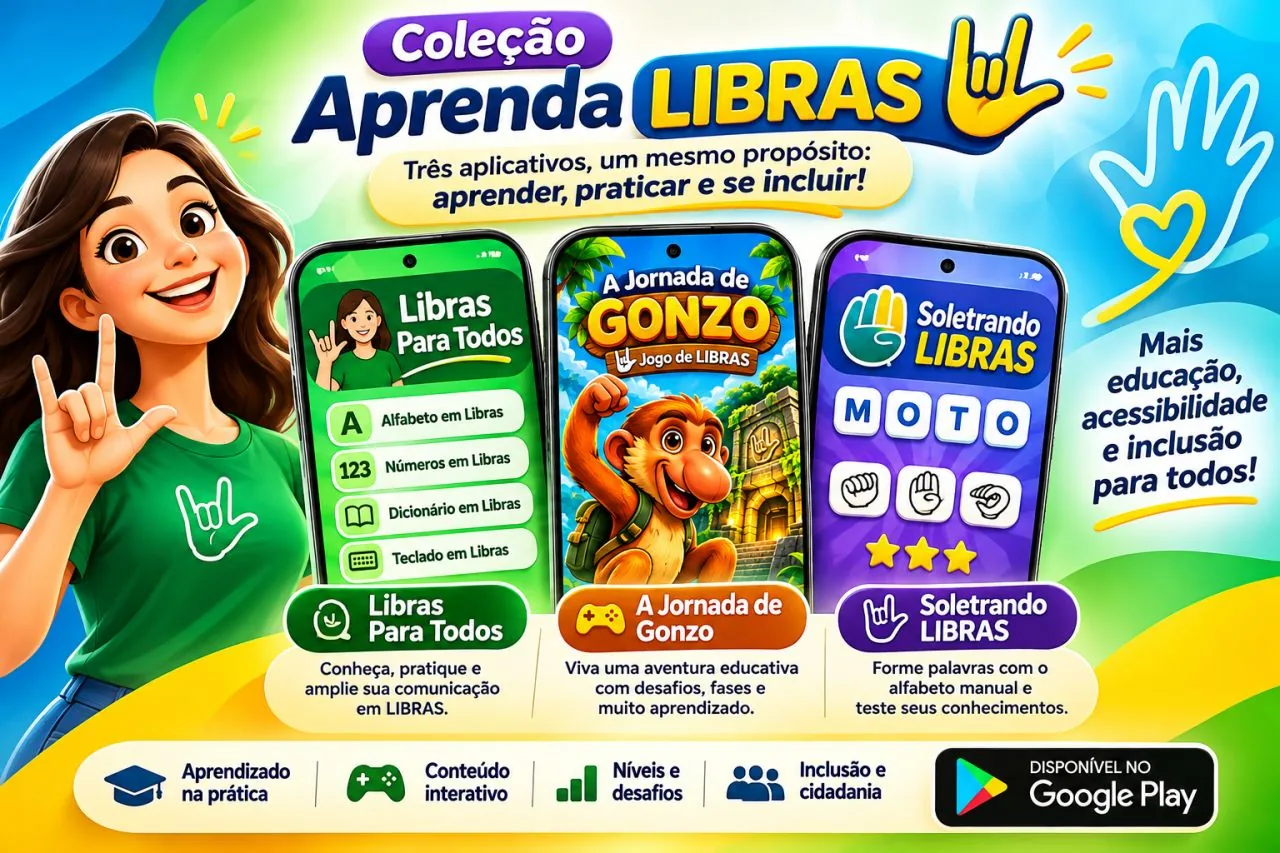 Coleção
Aprenda LIBRAS
Três aplicativos, um mesmo propósito:
aprender, praticar e se incluir!
Libras
Para Todos
A
Alfabeto em Libras
123
Números em Libras
Dicionário em Libras
Teclado em Libras
A Jornada de
GONZO
Jogo de LIBRAS
Soletrando
LIBRAS
M O T O
Mais
educação,
acessibilidade
e inclusão
para todos!
Libras
Para Todos
Conheça, pratique e
amplie sua comunicação
em LIBRAS.
A Jornada de
Gonzo
Viva uma aventura educativa
com desafios, fases e
muito aprendizado.
Soletrando
LIBRAS
Forme palavras com o
alfabeto manual e
teste seus conhecimentos.
Aprendizado
na prática
Conteúdo
interativo
Níveis e
desafios
Inclusão e
cidadania
DISPONÍVEL NO
Google Play